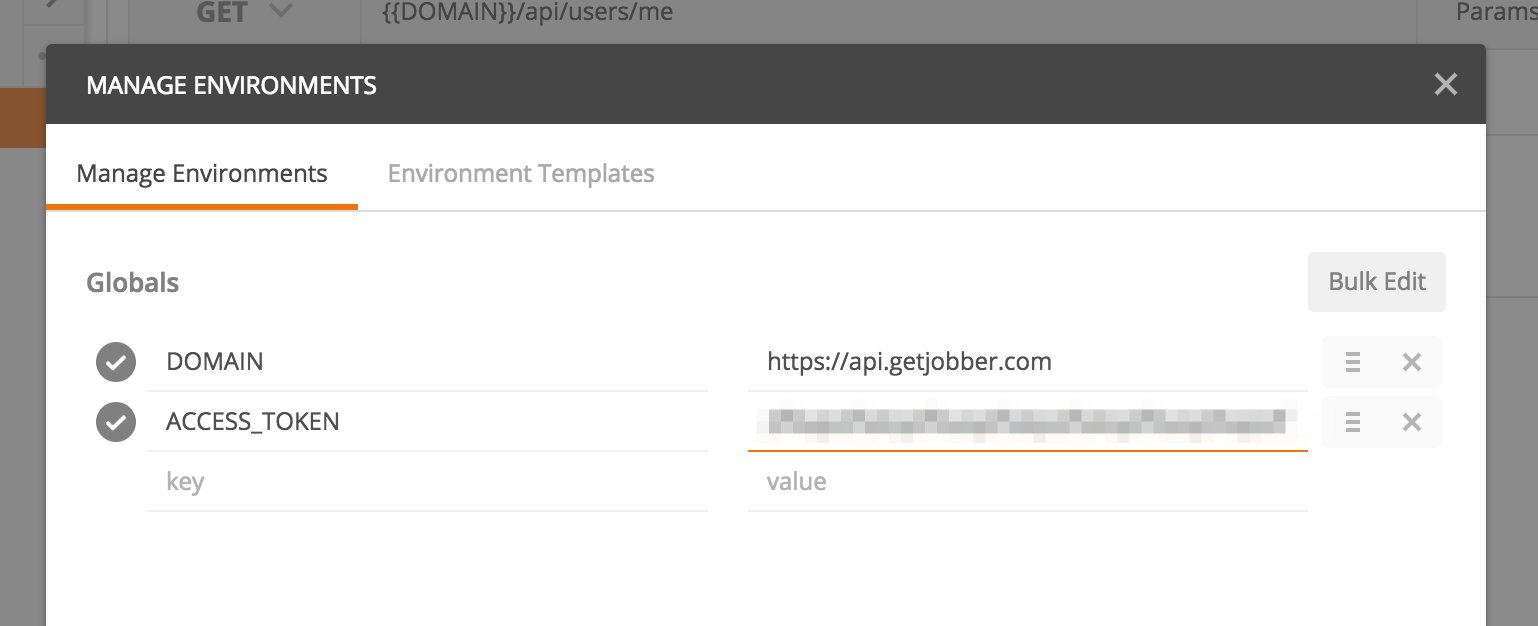 GET {{DOMAIN}}/api/users/me Params
MANAGE ENVIRONMENTS
Manage Environments Environment Templates
Globals Bulk Edit
DOMAIN https://api.getjobber.com
ACCESS_TOKEN
key value